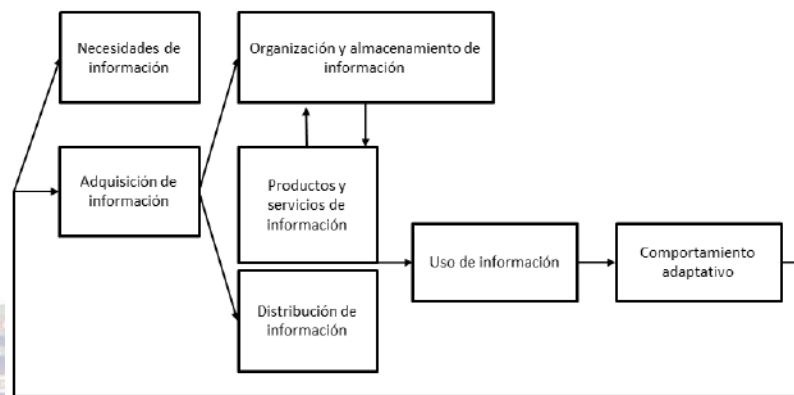 Necesidades de
información
Organización y almacenamiento de
información
Adquisición de
información
Productos y
servicios de
información
Uso de información
Comportamiento
adaptativo
Distribución de
información